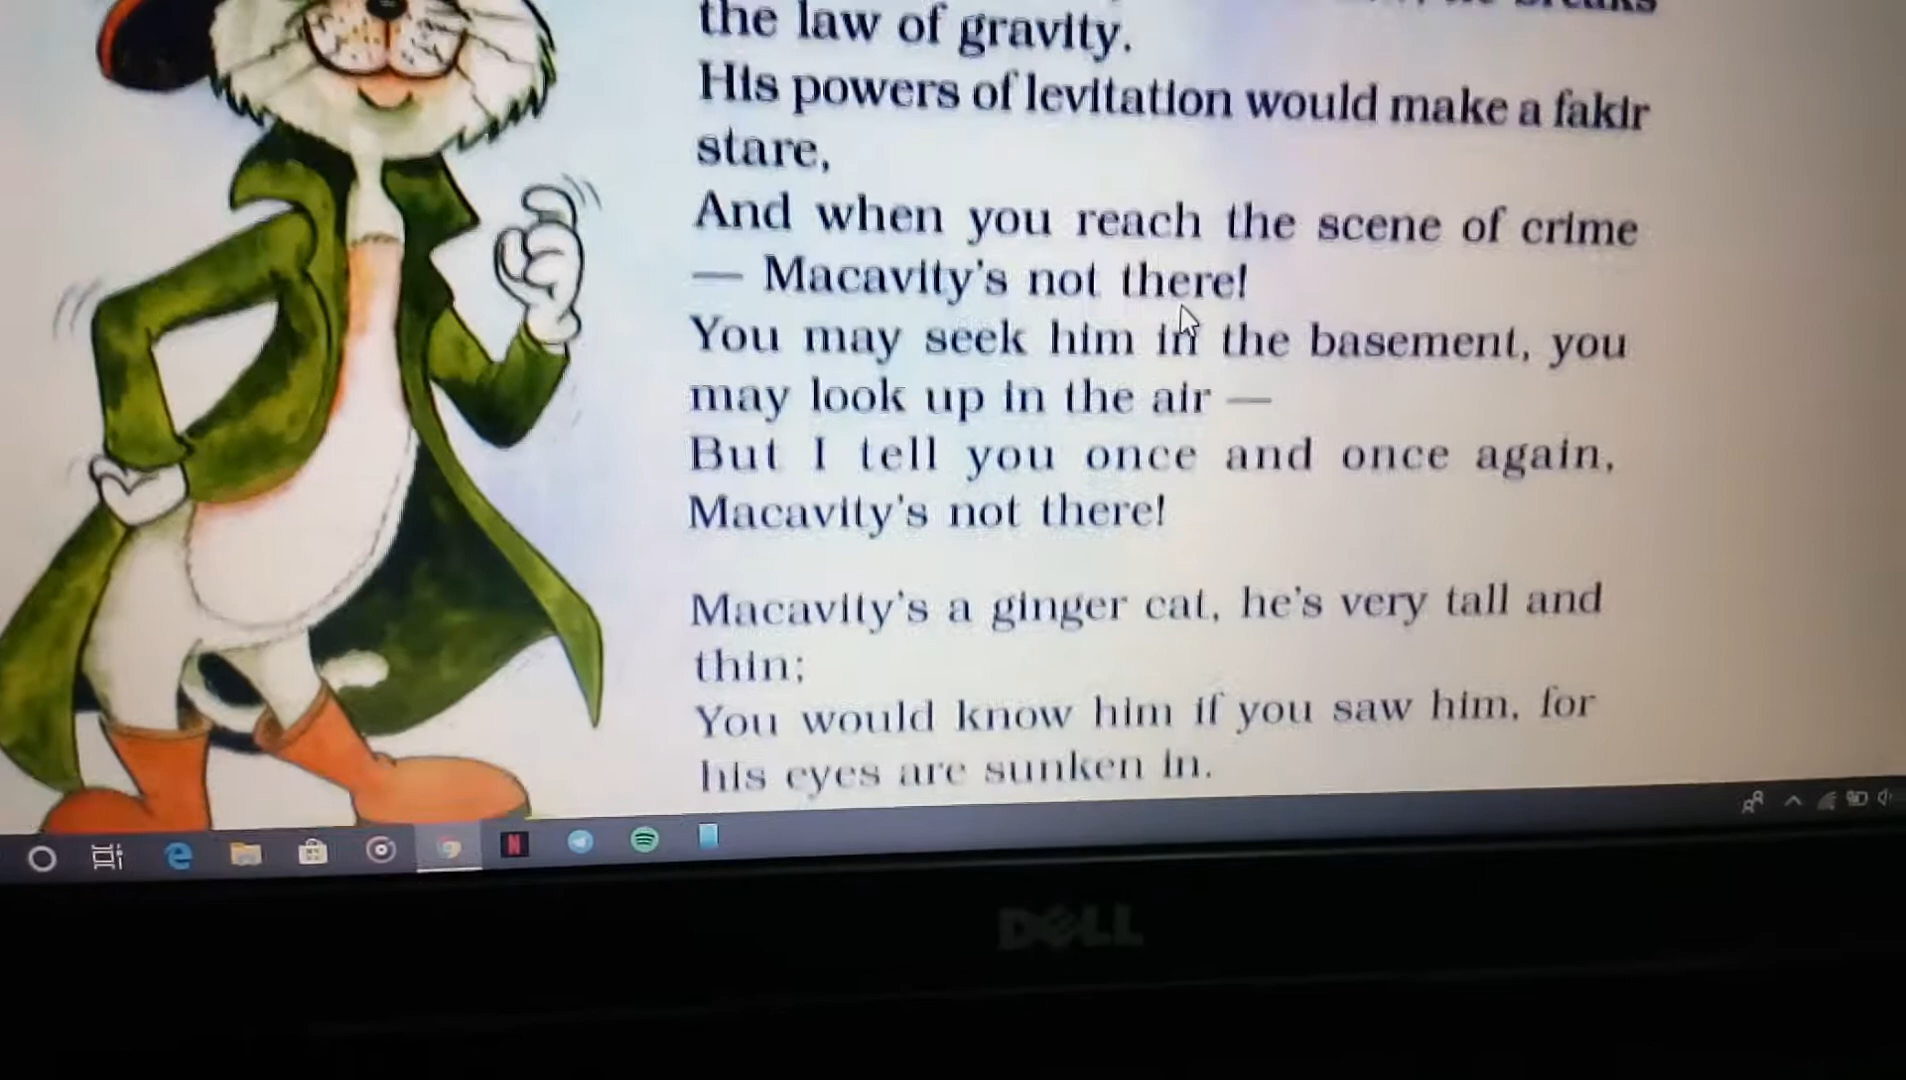 breaks
the law of gravity.
His powers of levitation would make a fakir
stare,
And when you reach the scene of crime
— Macavity's not there!
You may seek him in the basement, you
may look up in the air —
But I tell you once and once again,
Macavity's not there!
Macavity's a ginger cat, he's very tall and
thin;
You would know him if you saw him, for
his eyes are sunken in.
DELL